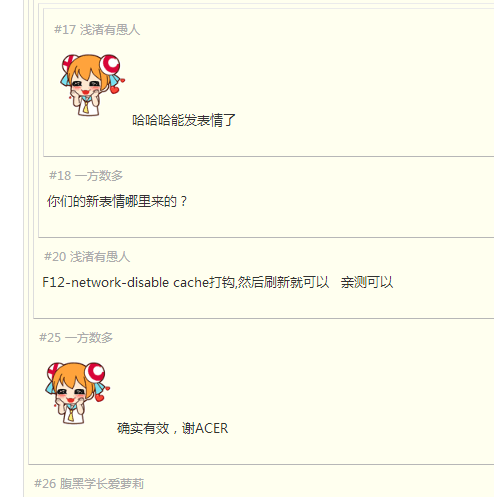 #17 浅渚有愚人
哈哈哈能发表情了
#18 一方数多
你们的新表情哪里来的？
#20 浅渚有愚人
F12-network-disable cache打钩,然后刷新就可以 亲测可以
#25 一方数多
确实有效，谢ACER
#26 腹黑学长爱萝莉